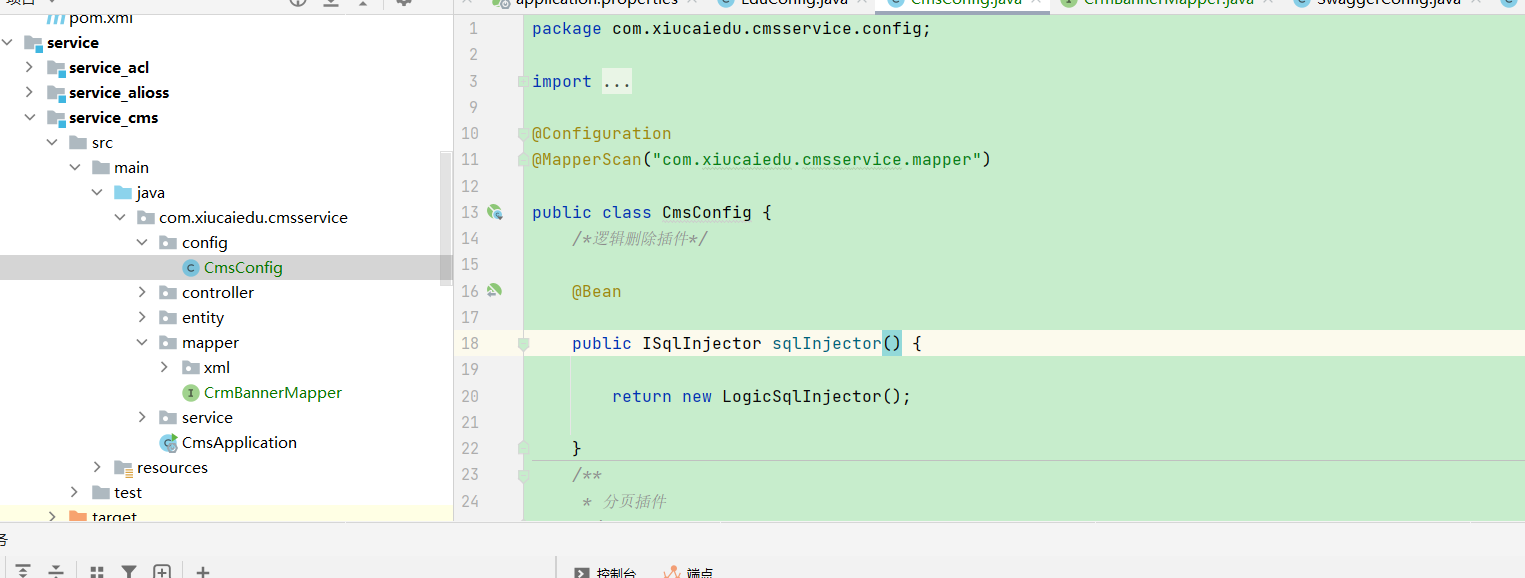 项目
pom.xml
service
service_acl
service_alioss
service_cms
src
main
java
com.xiucaiedu.cmsservice
config
CmsConfig
controller
entity
mapper
xml
CrmBannerMapper
service
CmsApplication
resources
test
target
application.properties
EduConfig.java
CmsConfig.java
CrmBannerMapper.java
SwaggerConfig.java
1 package com.xiucaiedu.cmsservice.config;
2
3 import ...
9
10 @Configuration
11 @MapperScan("com.xiucaiedu.cmsservice.mapper")
12
13 public class CmsConfig {
14 /*逻辑删除插件*/
15
16 @Bean
17
18 public ISqlInjector sqlInjector() {
19
20 return new LogicSqlInjector();
21
22 }
23 /**
24 * 分页插件
务
控制台
端点